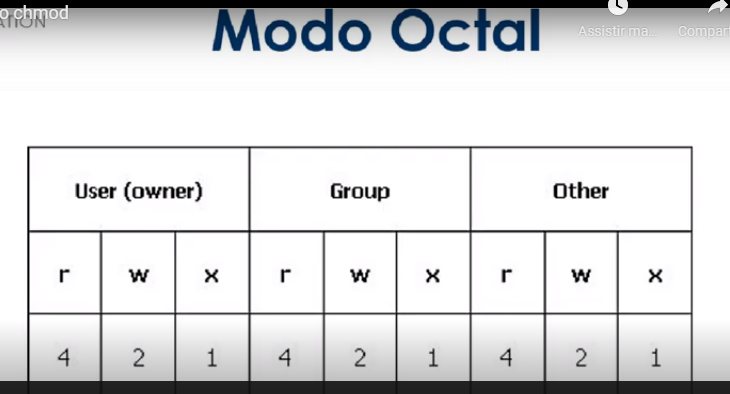 o chmod
ATION
Modo Octal
Assistir ma...
Compart
User (owner) Group Other
r w x r w x r w x
4 2 1 4 2 1 4 2 1